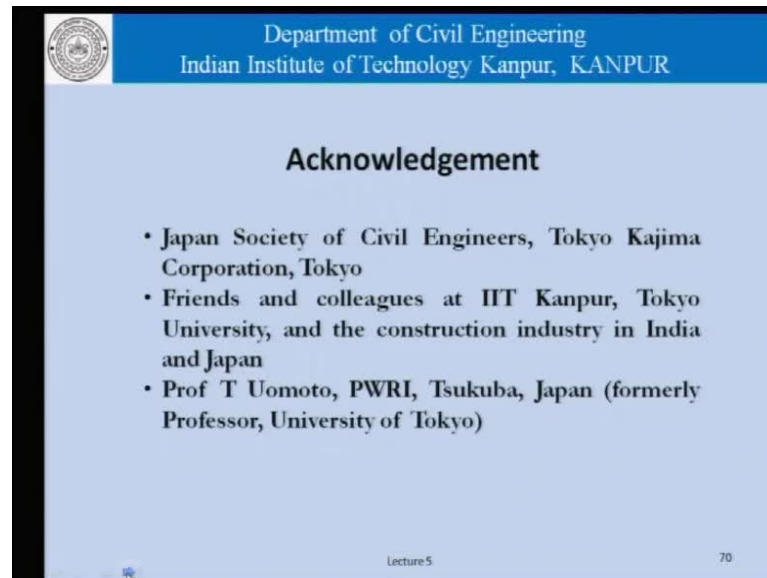 Department of Civil Engineering
Indian Institute of Technology Kanpur, KANPUR
Acknowledgement
• Japan Society of Civil Engineers, Tokyo Kajima
Corporation, Tokyo
• Friends and colleagues at IIT Kanpur, Tokyo
University, and the construction industry in India
and Japan
• Prof T Uomoto, PWRI, Tsukuba, Japan (formerly
Professor, University of Tokyo)
Lecture 5
70